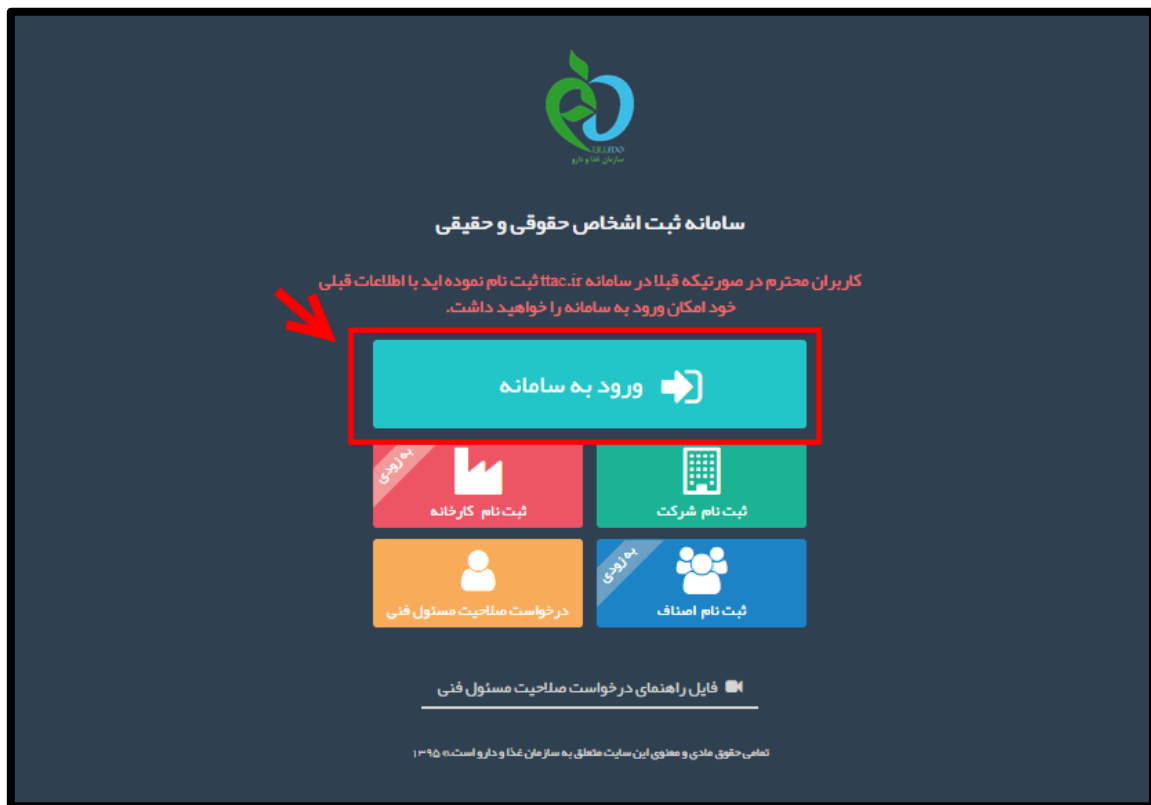 I.R.I.FDO
سازمان غذا و دارو
سامانه ثبت اشخاص حقوقی و حقیقی
کاربران محترم در صورتیکه قبلا در سامانه ttac.ir ثبت نام نموده اید با اطلاعات قبلی
خود امکان ورود به سامانه را خواهید داشت.
ورود به سامانه
به زودی
ثبت نام شرکت
ثبت نام کارخانه
به زودی
ثبت نام اصناف
درخواست صلاحیت مسئول فنی
فایل راهنمای درخواست صلاحیت مسئول فنی
تمامی حقوق مادی و معنوی این سایت متعلق به سازمان غذا و دارو است.© ۱۳۹۵